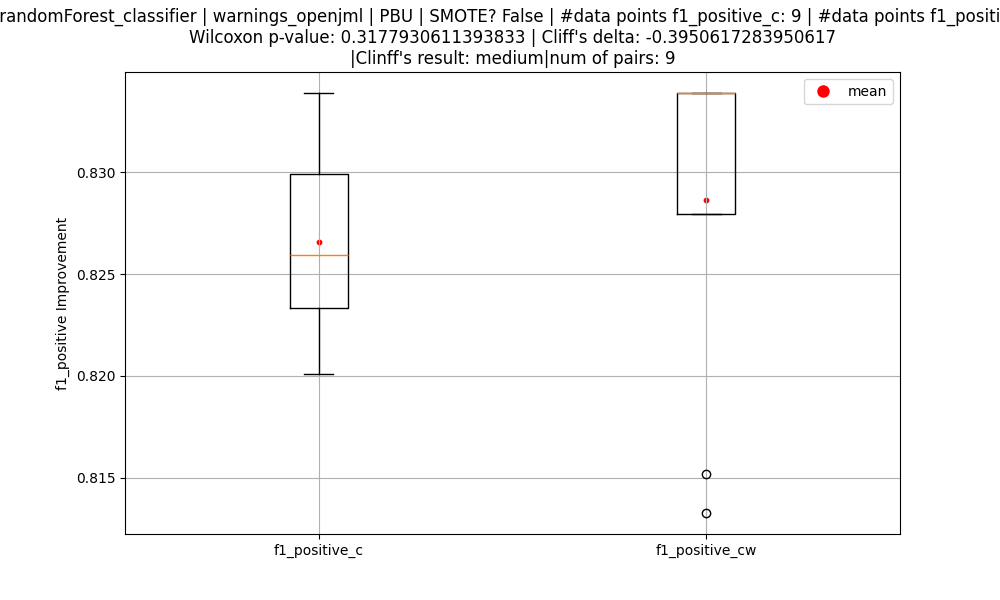 randomForest_classifier | warnings_openjml | PBU | SMOTE? False | #data points f1_positive_c: 9 | #data points f1_positi
Wilcoxon p-value: 0.3177930611393833 | Cliff's delta: -0.3950617283950617
|Clinff's result: medium|num of pairs: 9
mean
0.830
0.825
0.820
0.815
f1_positive Improvement
f1_positive_c
f1_positive_cw